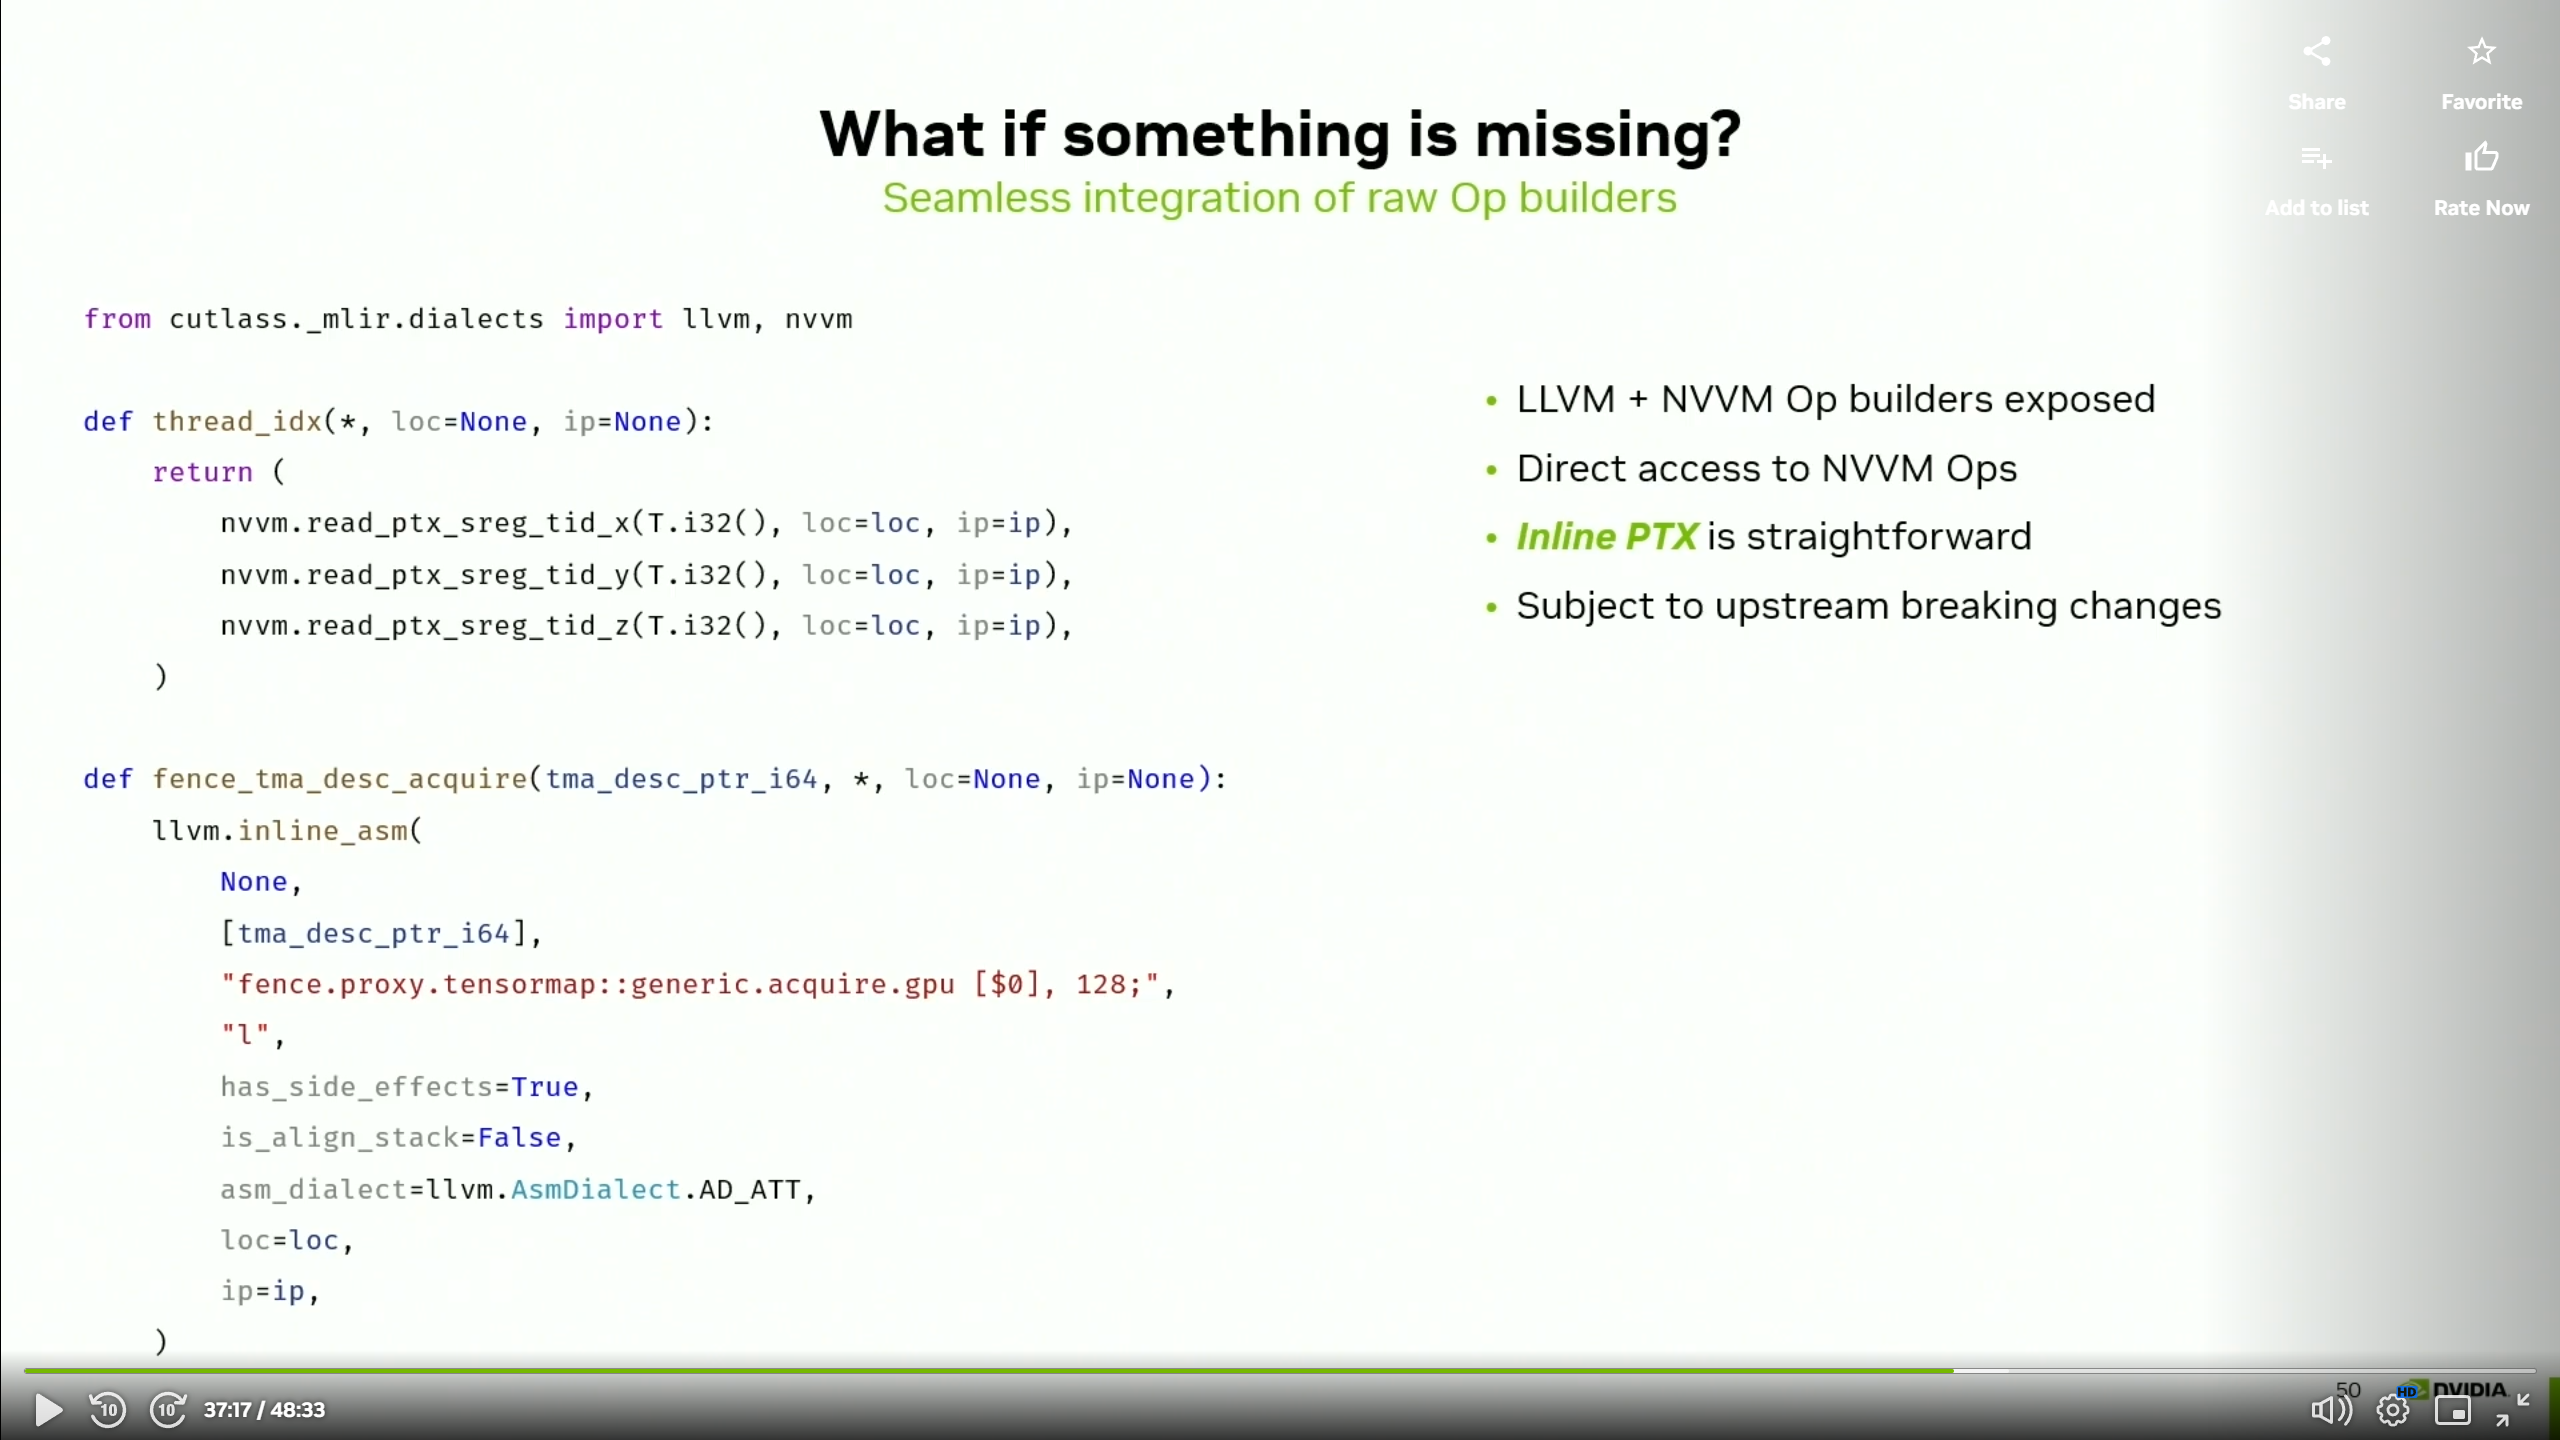 What if something is missing?
Seamless integration of raw Op builders
Share
Favorite
Add to list
Rate Now
from cutlass._mlir.dialects import llvm, nvvm
def thread_idx(*, loc=None, ip=None):
    return (
        nvvm.read_ptx_sreg_tid_x(T.i32(), loc=loc, ip=ip),
        nvvm.read_ptx_sreg_tid_y(T.i32(), loc=loc, ip=ip),
        nvvm.read_ptx_sreg_tid_z(T.i32(), loc=loc, ip=ip),
    )
def fence_tma_desc_acquire(tma_desc_ptr_i64, *, loc=None, ip=None):
    llvm.inline_asm(
        None,
        [tma_desc_ptr_i64],
        "fence.proxy.tensormap::generic.acquire.gpu [$0], 128;",
        "l",
        has_side_effects=True,
        is_align_stack=False,
        asm_dialect=llvm.AsmDialect.AD_ATT,
        loc=loc,
        ip=ip,
    )
• LLVM + NVVM Op builders exposed
• Direct access to NVVM Ops
• Inline PTX is straightforward
• Subject to upstream breaking changes
10
10
37:17 / 48:33
50
HD
NVIDIA